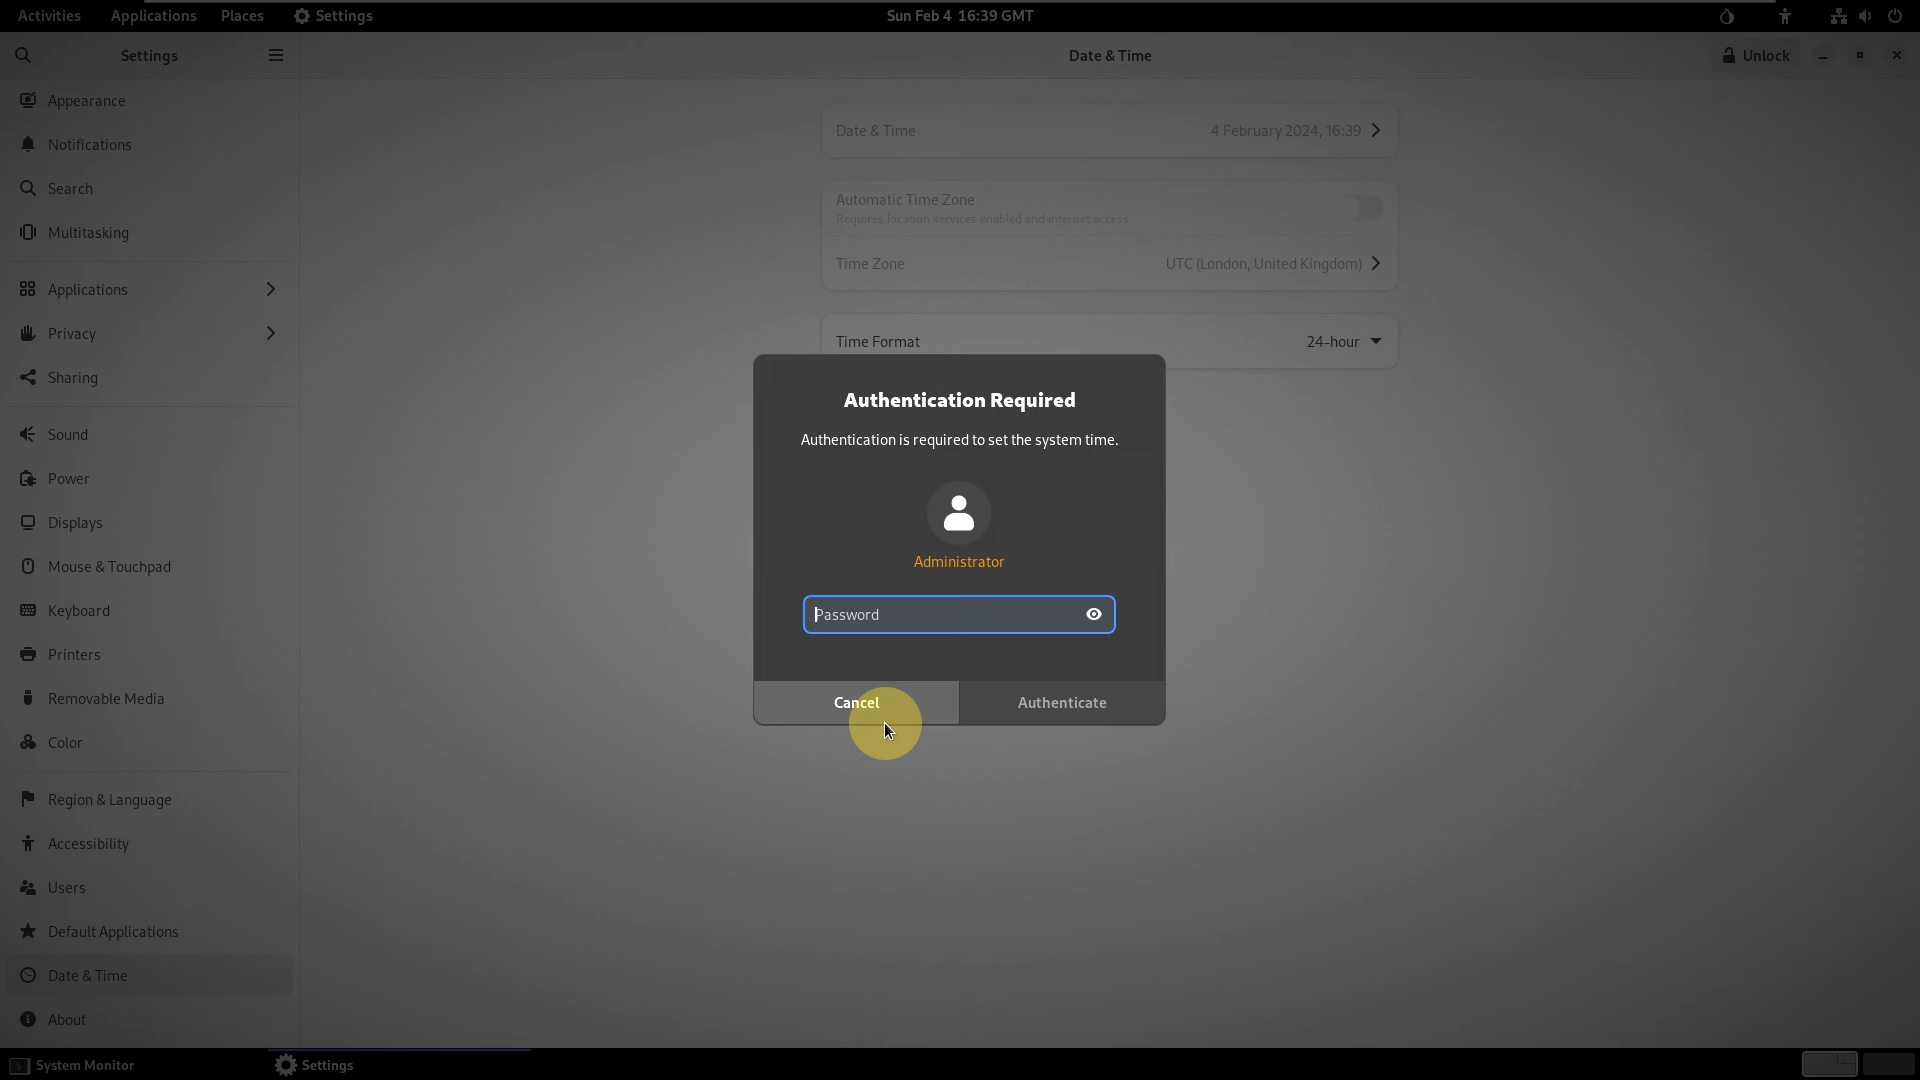 Activities Applications Places Settings Sun Feb 4 16:39 GMT
Settings Date & Time Unlock
Appearance
Notifications
Search
Multitasking
Applications
Privacy
Sharing
Sound
Power
Displays
Mouse & Touchpad
Keyboard
Printers
Removable Media
Color
Region & Language
Accessibility
Users
Default Applications
Date & Time
About
Date & Time 4 February 2024, 16:39
Automatic Time Zone
Requires location services enabled and internet access
Time Zone UTC (London, United Kingdom)
Time Format 24-hour
Authentication Required
Authentication is required to set the system time.
Administrator
Password
Cancel Authenticate
System Monitor Settings